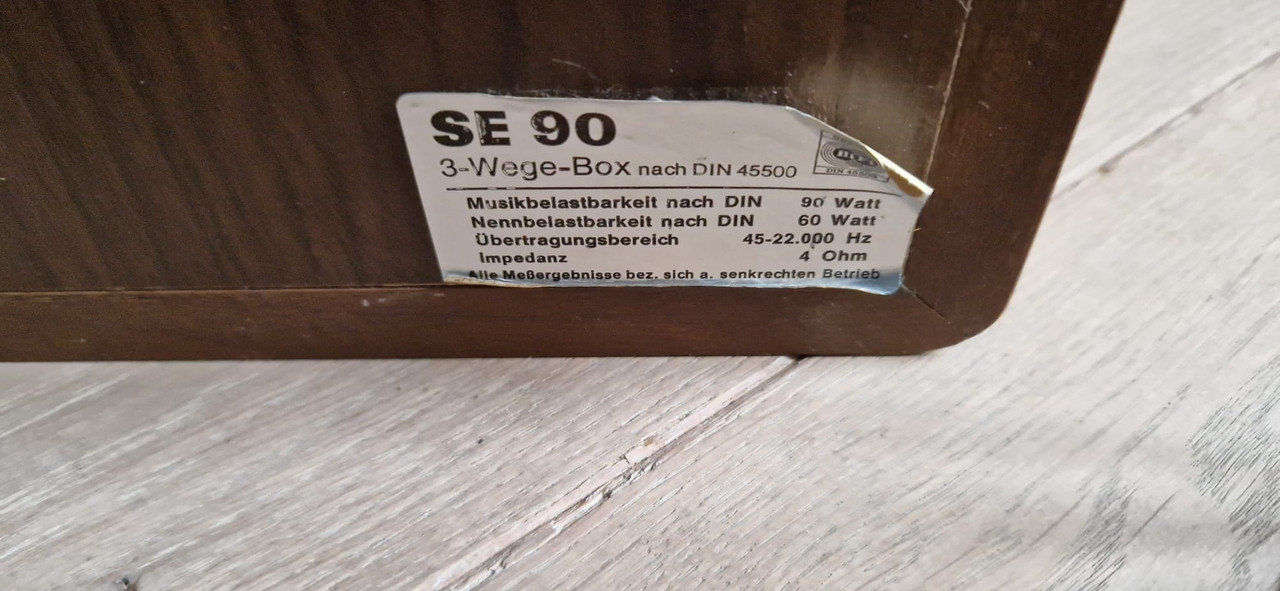 SE 90
3-Wege-Box nach DIN 45500
Musikbelastbarkeit nach DIN 90 Watt
Nennbelastbarkeit nach DIN 60 Watt
Übertragungsbereich 45-22.000 Hz
Impedanz 4 Ohm
Alle Meßergebnisse bez. sich a. senkrechten Betrieb
DIN 45500